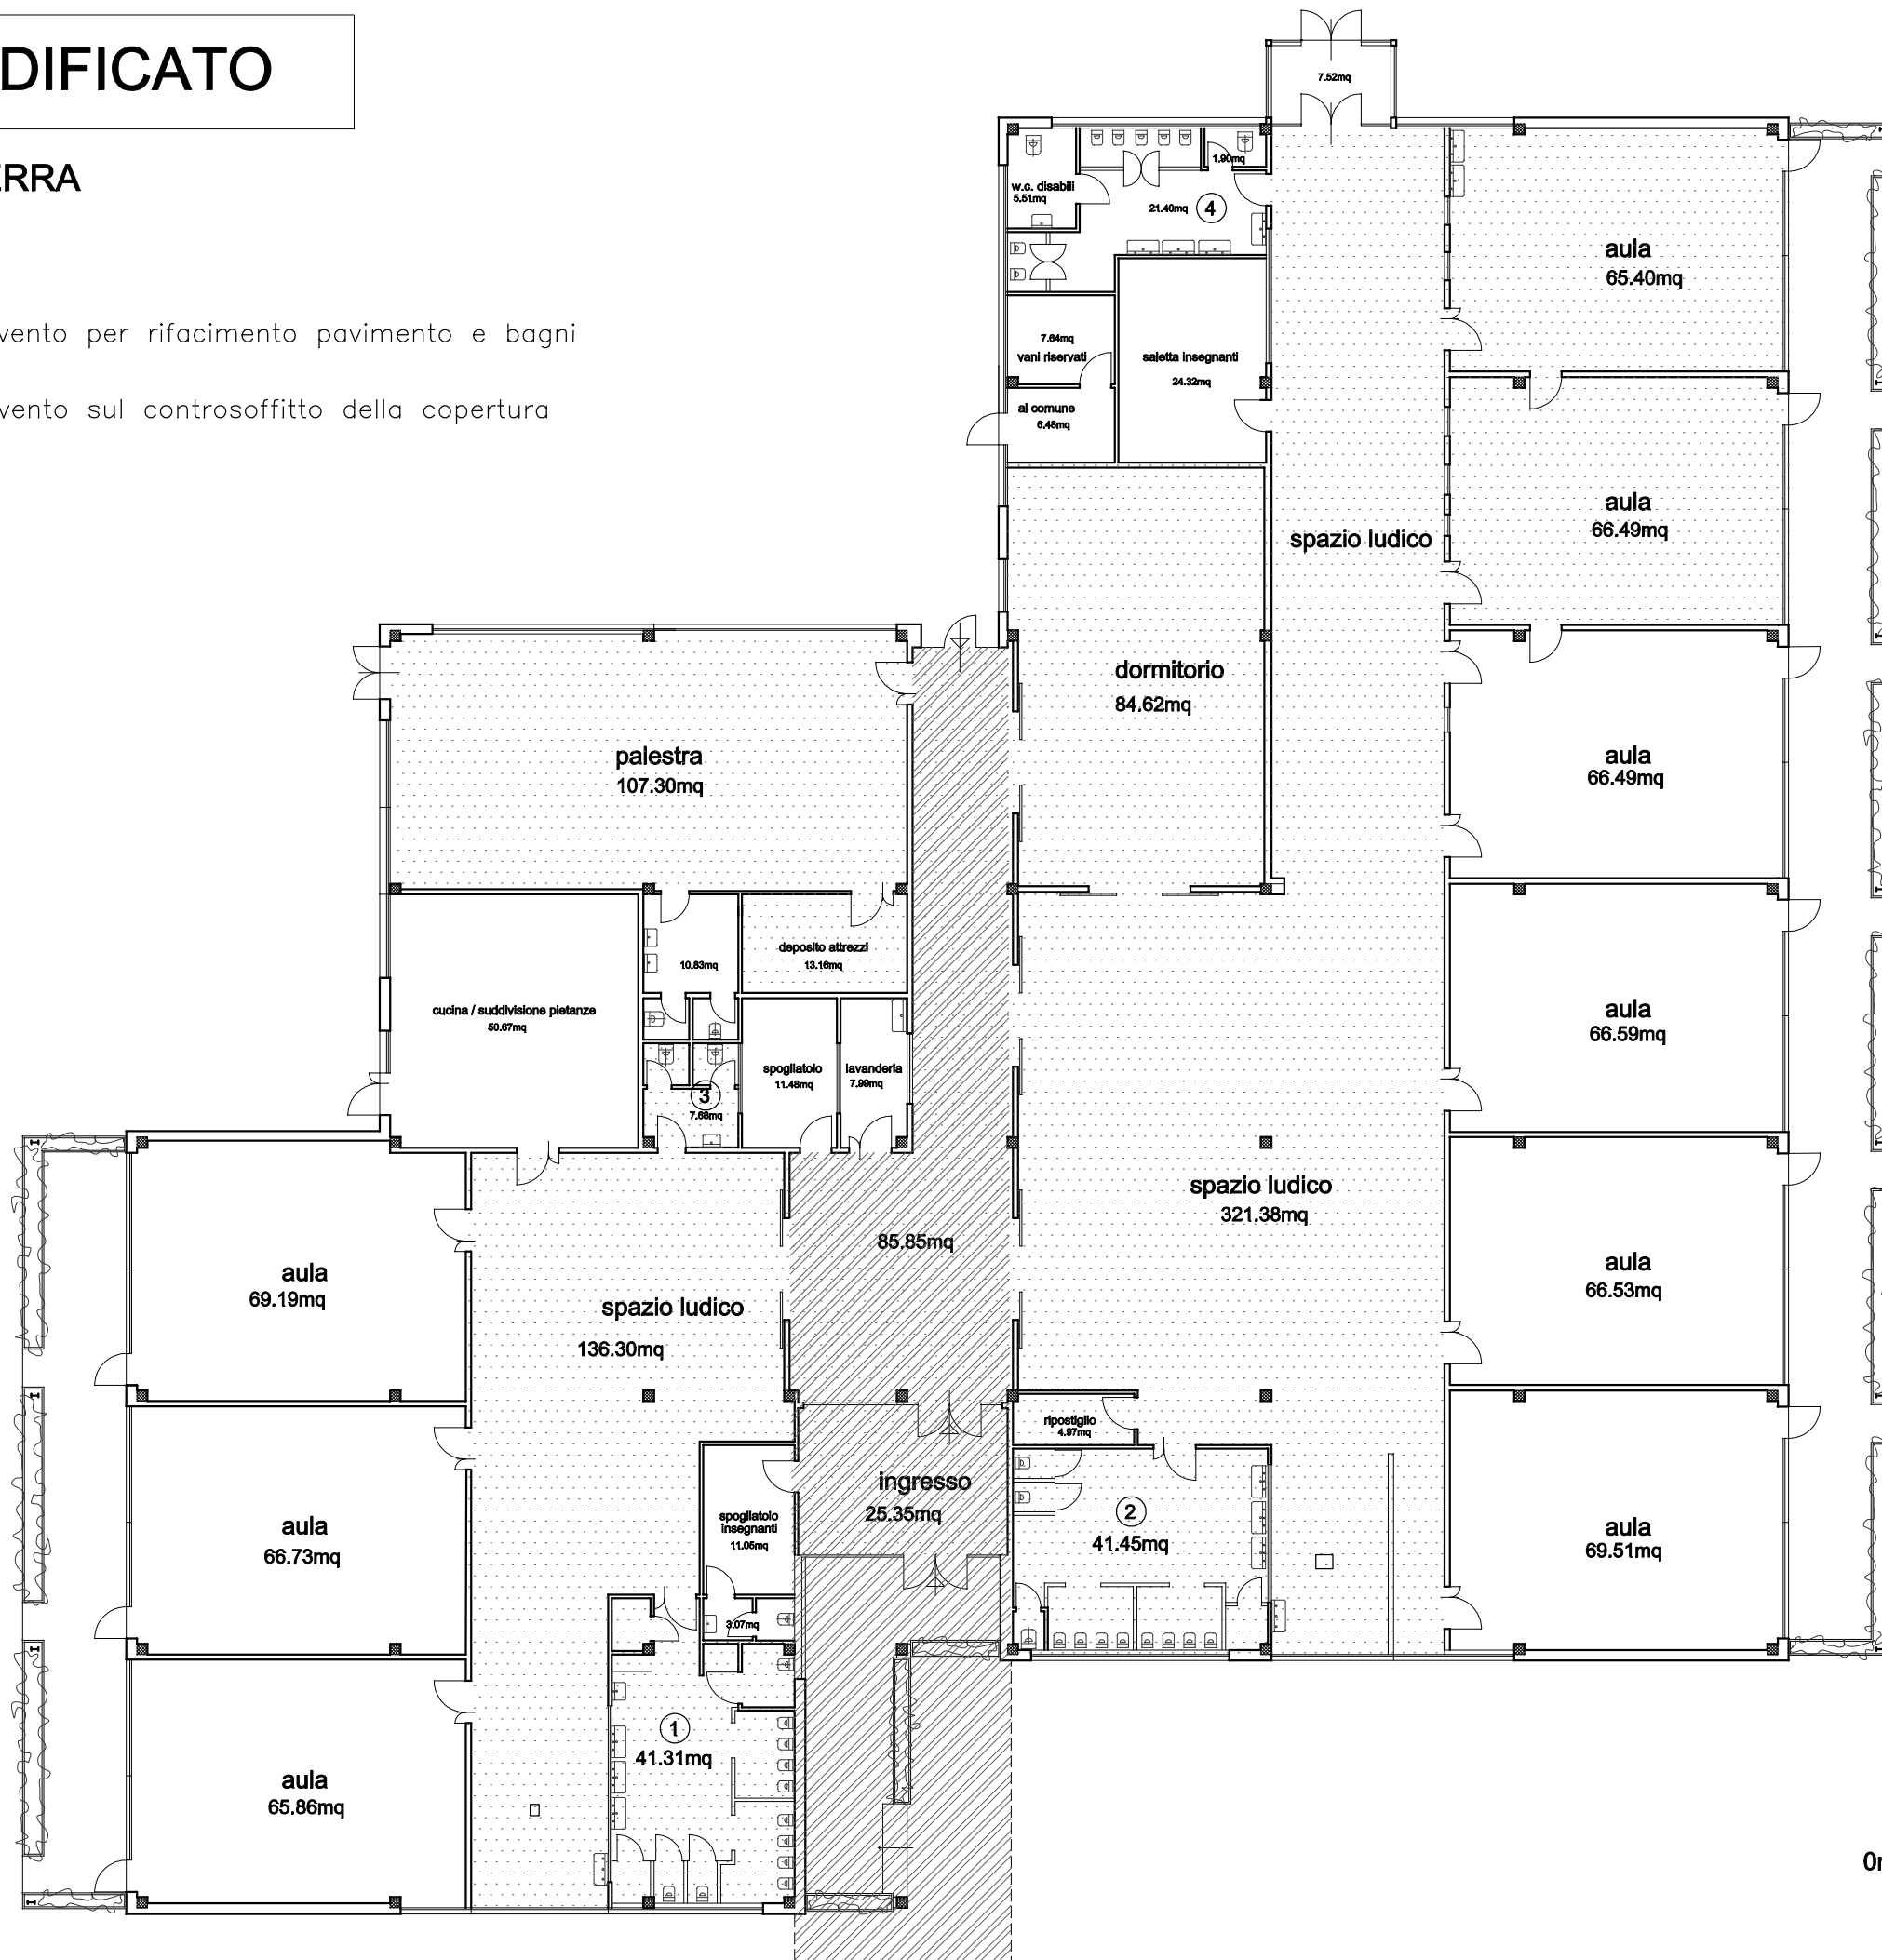 DIFICATO
ERRA
vento per rifacimento pavimento e bagni
vento sul controsoffitto della copertura
7.52mq
1.90mq
w.c. disabili
5.51mq
21.40mq
4
aula
65.40mq
7.64mq
vani riservati
saletta insegnanti
24.32mq
al comune
6.48mq
aula
66.49mq
spazio ludico
dormitorio
84.62mq
palestra
107.30mq
aula
66.49mq
deposito attrezzi
13.16mq
10.83mq
cucina / suddivisione pietanze
50.67mq
aula
66.59mq
spogliatoio
11.48mq
lavanderia
7.99mq
3
7.68mq
spazio ludico
321.38mq
85.85mq
aula
69.19mq
spazio ludico
136.30mq
aula
66.53mq
ripostiglio
4.97mq
ingresso
25.35mq
spogliatoio
insegnanti
11.05mq
2
41.45mq
aula
66.73mq
aula
69.51mq
3.07mq
1
41.31mq
aula
65.86mq